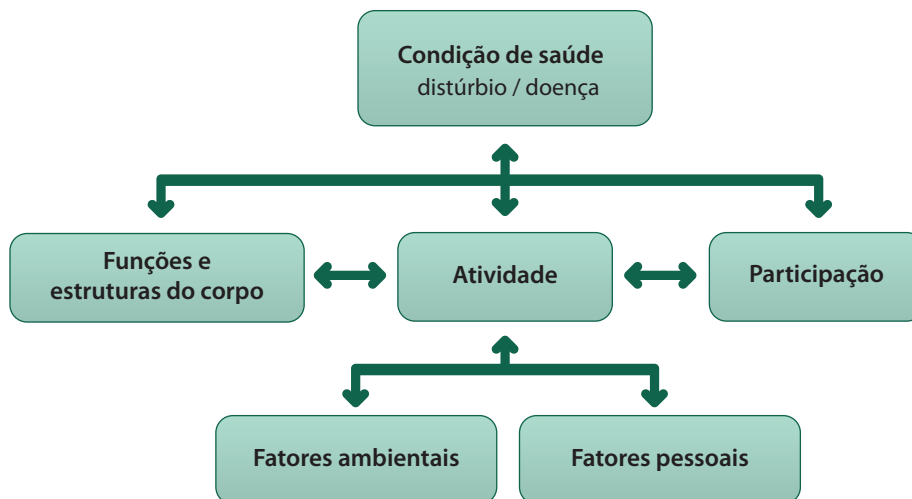 Condição de saúde
distúrbio / doença
Funções e
estruturas do corpo
Atividade
Participação
Fatores ambientais
Fatores pessoais